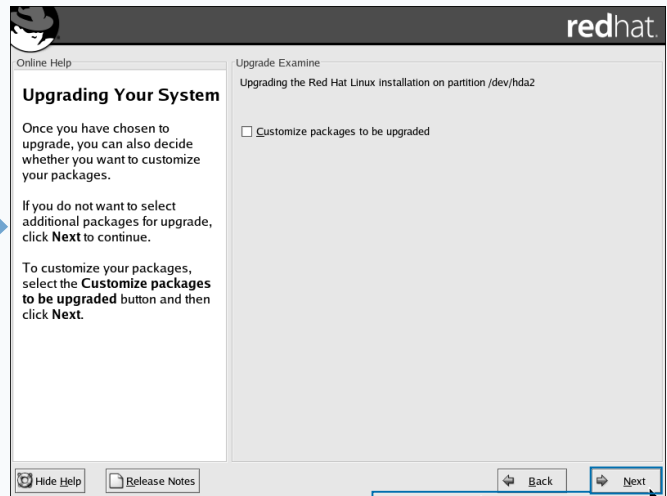 redhat.
Online Help
Upgrading Your System
Once you have chosen to
upgrade, you can also decide
whether you want to customize
your packages.
If you do not want to select
additional packages for upgrade,
click Next to continue.
To customize your packages,
select the Customize packages
to be upgraded button and then
click Next.
Upgrade Examine
Upgrading the Red Hat Linux installation on partition /dev/hda2
Customize packages to be upgraded
Hide Help
Release Notes
Back
Next